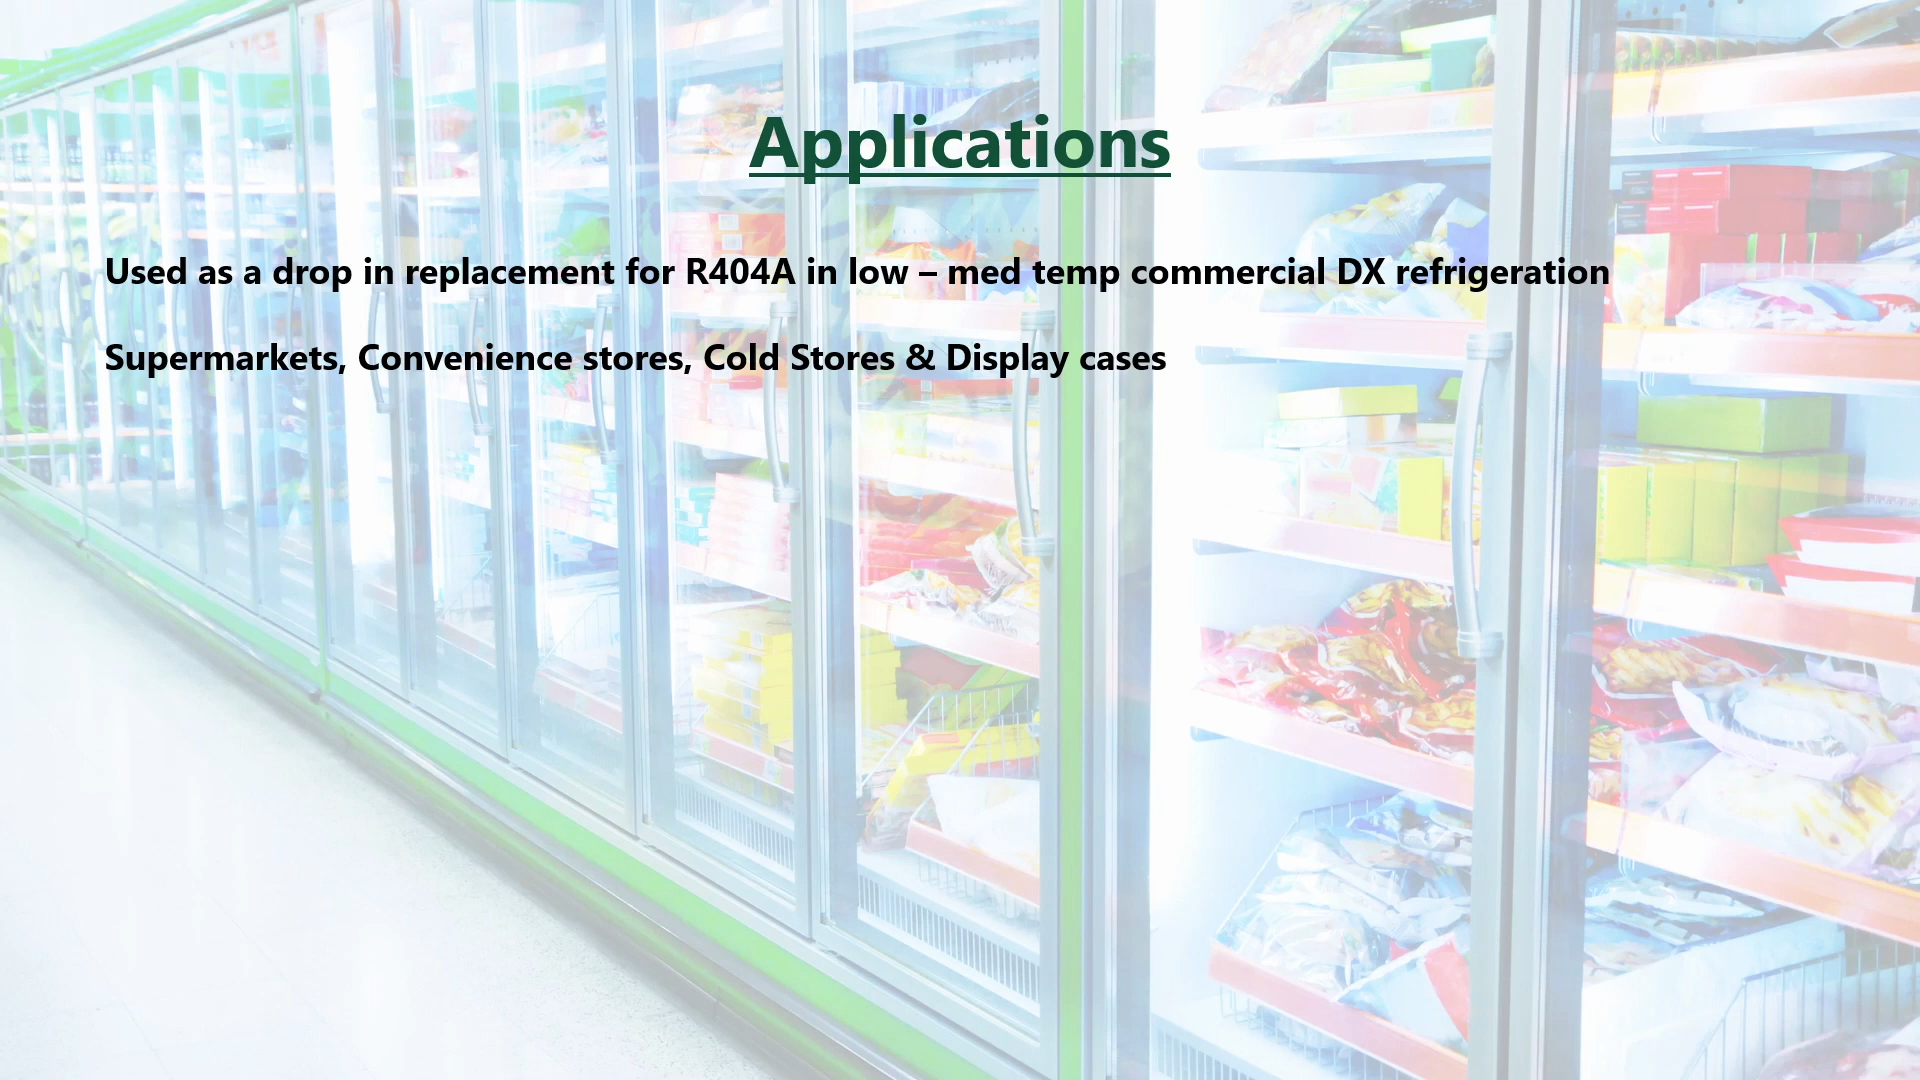 Applications
Used as a drop in replacement for R404A in low – med temp commercial DX refrigeration
Supermarkets, Convenience stores, Cold Stores & Display cases